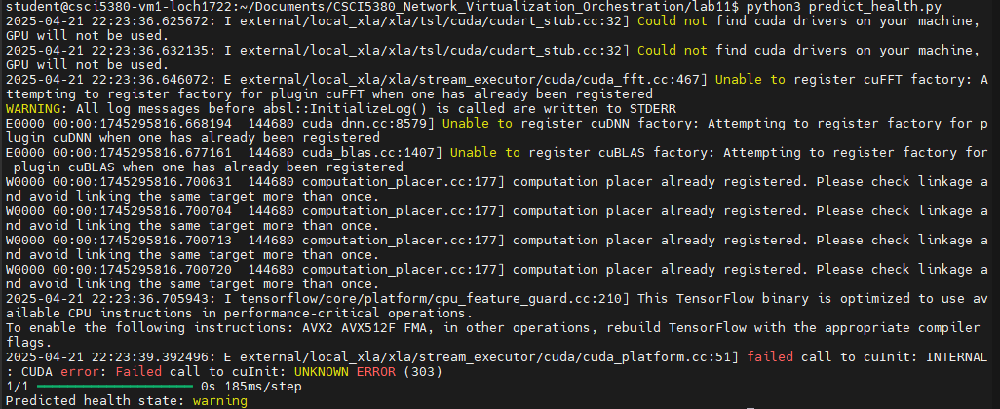 student@csci5380-vm1-loch1722:~/Documents/CSCI5380_Network_Virtualization_Orchestration/lab11$ python3 predict_health.py
2025-04-21 22:23:36.625672: I external/local_xla/xla/tsl/cuda/cudart_stub.cc:32] Could not find cuda drivers on your machine,
GPU will not be used.
2025-04-21 22:23:36.632135: I external/local_xla/xla/tsl/cuda/cudart_stub.cc:32] Could not find cuda drivers on your machine,
GPU will not be used.
2025-04-21 22:23:36.646072: E external/local_xla/xla/stream_executor/cuda/cuda_fft.cc:467] Unable to register cuFFT factory: A
ttempting to register factory for plugin cuFFT when one has already been registered
WARNING: All log messages before absl::InitializeLog() is called are written to STDERR
E0000 00:00:1745295816.668194  144680 cuda_dnn.cc:8579] Unable to register cuDNN factory: Attempting to register factory for p
lugin cuDNN when one has already been registered
E0000 00:00:1745295816.677161  144680 cuda_blas.cc:1407] Unable to register cuBLAS factory: Attempting to register factory for
 plugin cuBLAS when one has already been registered
W0000 00:00:1745295816.700631  144680 computation_placer.cc:177] computation placer already registered. Please check linkage a
nd avoid linking the same target more than once.
W0000 00:00:1745295816.700704  144680 computation_placer.cc:177] computation placer already registered. Please check linkage a
nd avoid linking the same target more than once.
W0000 00:00:1745295816.700713  144680 computation_placer.cc:177] computation placer already registered. Please check linkage a
nd avoid linking the same target more than once.
W0000 00:00:1745295816.700720  144680 computation_placer.cc:177] computation placer already registered. Please check linkage a
nd avoid linking the same target more than once.
2025-04-21 22:23:36.705943: I tensorflow/core/platform/cpu_feature_guard.cc:210] This TensorFlow binary is optimized to use av
ailable CPU instructions in performance-critical operations.
To enable the following instructions: AVX2 AVX512F FMA, in other operations, rebuild TensorFlow with the appropriate compiler
flags.
2025-04-21 22:23:39.392496: E external/local_xla/xla/stream_executor/cuda/cuda_platform.cc:51] failed call to cuInit: INTERNAL
: CUDA error: Failed call to cuInit: UNKNOWN ERROR (303)
1/1 ━━━━━━━━━━━━━━━━━━━━ 0s 185ms/step
Predicted health state: warning